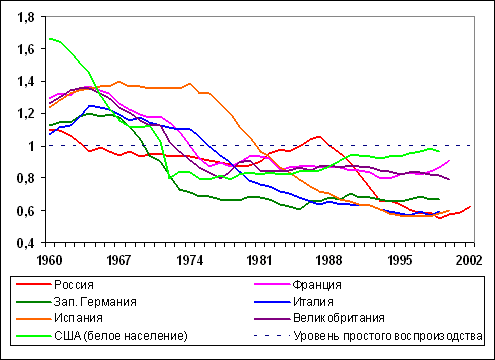 1,8
1,6
1,4
1,2
1
0,8
0,6
0,4
1960 1967 1974 1981 1988 1995 2002
Россия Франция
Зап. Германия Италия
Испания Великобритания
США (белое население) Уровень простого воспроизодства